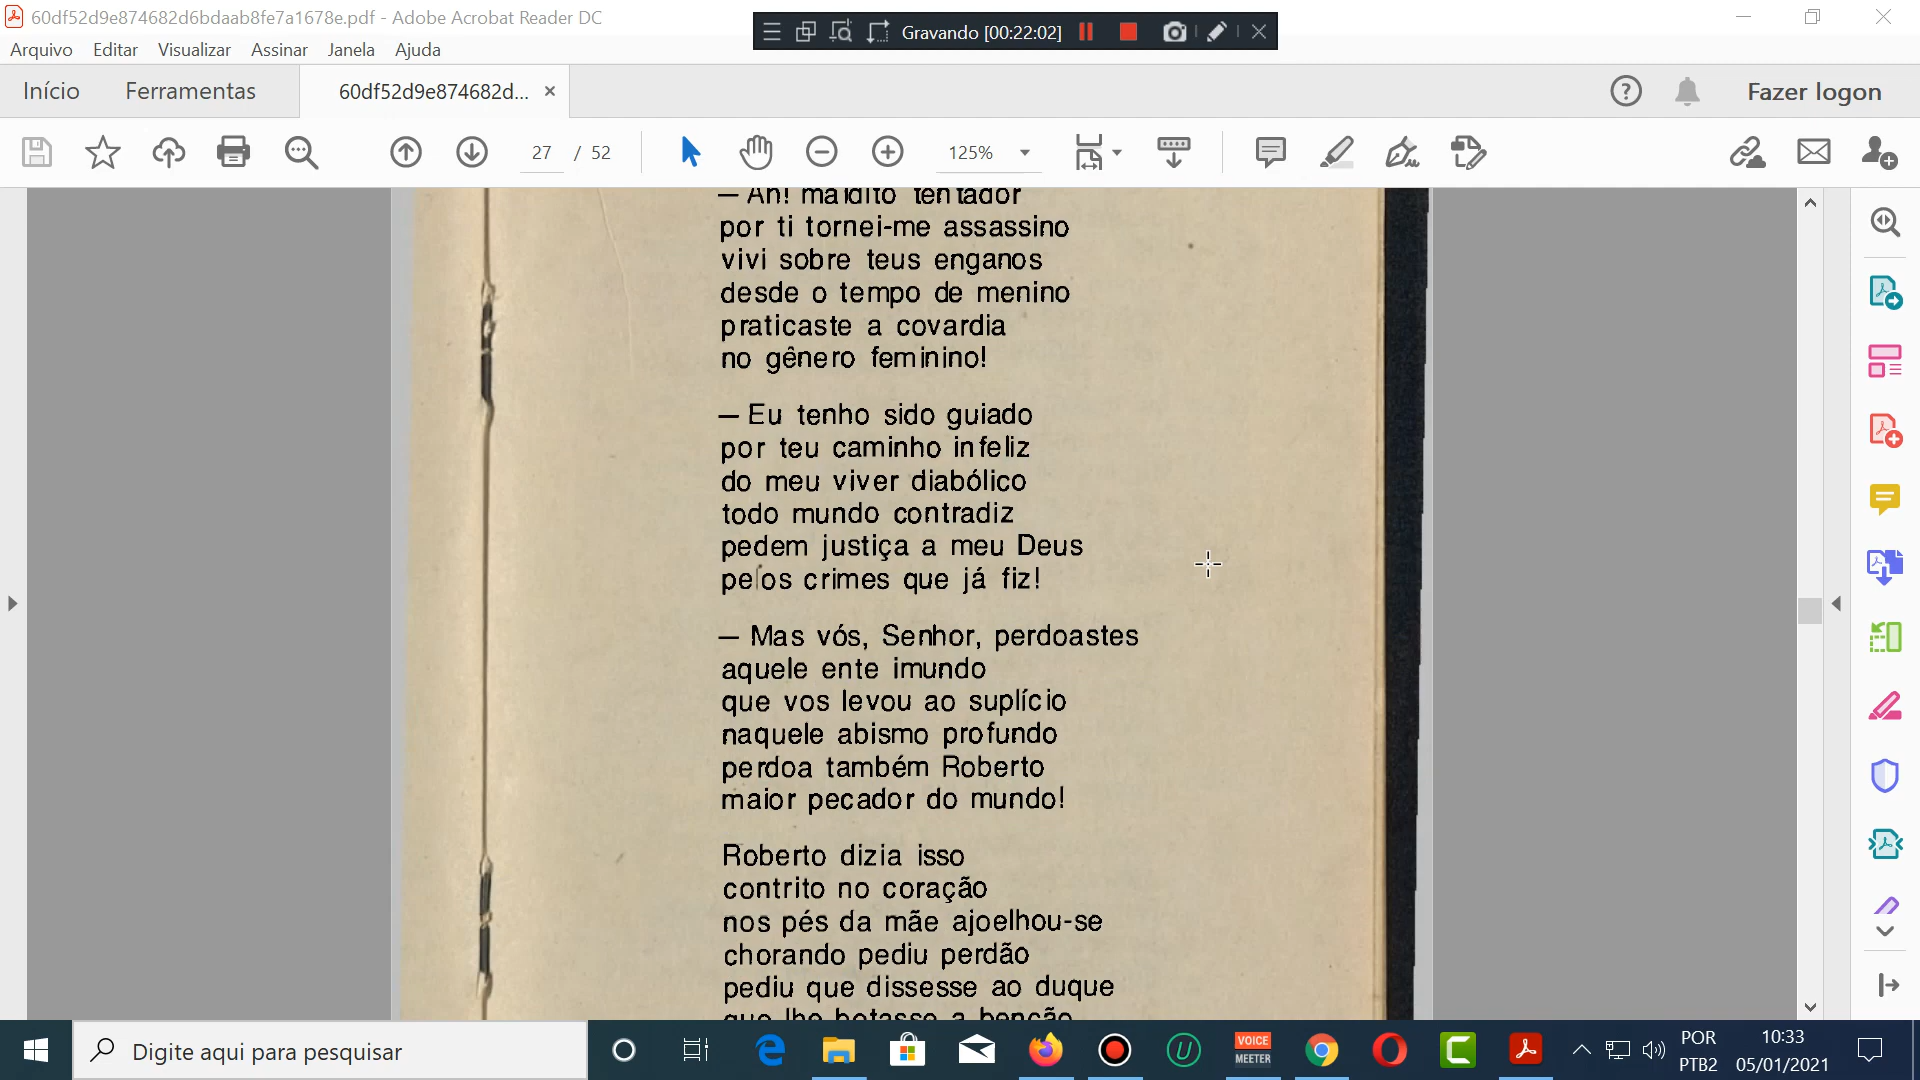 60df52d9e874682d6bdaab8fe7a1678e.pdf - Adobe Acrobat Reader DC
Gravando [00:22:02]
Arquivo Editar Visualizar Assinar Janela Ajuda
Início Ferramentas 60df52d9e874682d... × Fazer logon
27 / 52 125%
— Ah! maldito tentador
por ti tornei-me assassino
vivi sobre teus enganos
desde o tempo de menino
praticaste a covardia
no gênero feminino!
— Eu tenho sido guiado
por teu caminho infeliz
do meu viver diabólico
todo mundo contradiz
pedem justiça a meu Deus
pelos crimes que já fiz!
— Mas vós, Senhor, perdoastes
aquele ente imundo
que vos levou ao suplício
naquele abismo profundo
perdoa também Roberto
maior pecador do mundo!
Roberto dizia isso
contrito no coração
nos pés da mãe ajoelhou-se
chorando pediu perdão
pediu que dissesse ao duque
que lhe botasse a benção
Digite aqui para pesquisar
VOICE
MEETER
POR
PTB2
10:33
05/01/2021